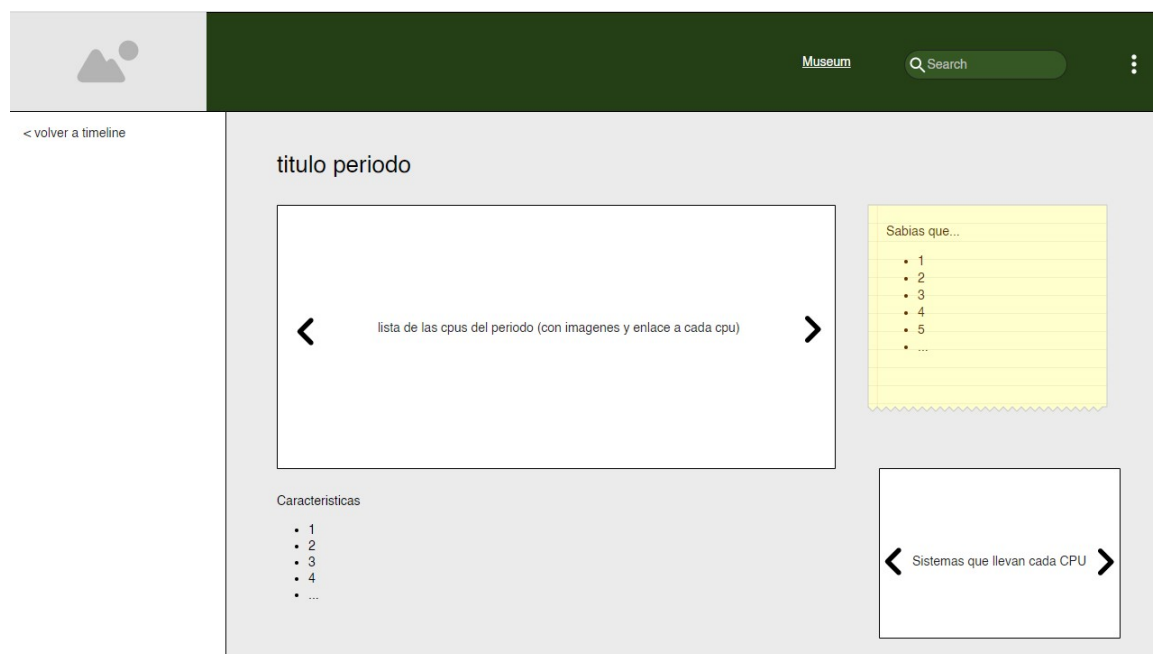 Museum
Search
< volver a timeline
titulo periodo
lista de las cpus del periodo (con imagenes y enlace a cada cpu)
Sabias que...
1
2
3
4
5
...
Caracteristicas
1
2
3
4
...
Sistemas que llevan cada CPU